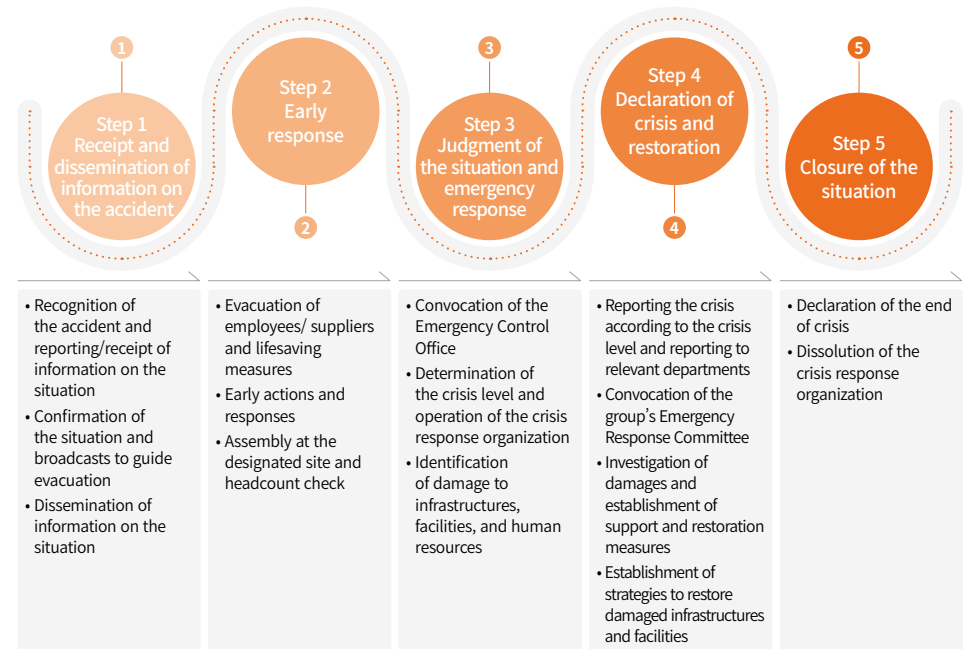 1
Step 1
Receipt and
dissemination of
information on
the accident
Step 2
Early
response
2
3
Step 3
Judgment of
the situation and
emergency
response
Step 4
Declaration of
crisis and
restoration
4
5
Step 5
Closure of the
situation
• Recognition of
the accident and
reporting/receipt of
information on the
situation
• Confirmation of
the situation and
broadcasts to guide
evacuation
• Dissemination of
information on the
situation
• Evacuation of
employees/ suppliers
and lifesaving
measures
• Early actions and
responses
• Assembly at the
designated site and
headcount check
• Convocation of the
Emergency Control
Office
• Determination of
the crisis level and
operation of the crisis
response organization
• Identification
of damage to
infrastructures,
facilities, and human
resources
• Reporting the crisis
according to the crisis
level and reporting to
relevant departments
• Convocation of the
group's Emergency
Response Committee
• Investigation of
damages and
establishment of
support and restoration
measures
• Establishment of
strategies to restore
damaged infrastructures
and facilities
• Declaration of the end
of crisis
• Dissolution of the
crisis response
organization